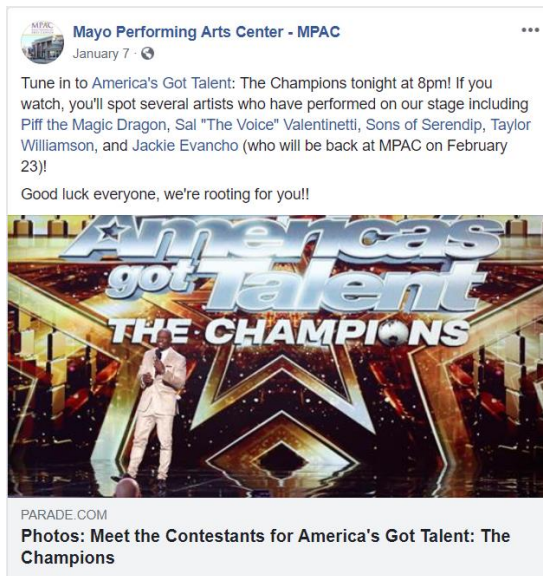 MPAC
Mayo Performing Arts Center - MPAC
January 7 ·
Tune in to America's Got Talent: The Champions tonight at 8pm! If you
watch, you'll spot several artists who have performed on our stage including
Piff the Magic Dragon, Sal "The Voice" Valentinetti, Sons of Serendip, Taylor
Williamson, and Jackie Evancho (who will be back at MPAC on February
23)!
Good luck everyone, we're rooting for you!!
America's
got Talent
THE CHAMPIONS
PARADE.COM
Photos: Meet the Contestants for America's Got Talent: The
Champions